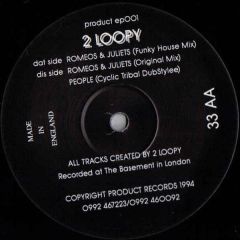 product ep001
2 LOOPY
dat side ROMEOS & JULIETS (Funky House Mix)
dis side ROMEOS & JULIETS (Original Mix)
PEOPLE (Cyclic Tribal DubStylee)
MADE
IN
ENGLAND
33 AA
ALL TRACKS CREATED BY 2 LOOPY
Recorded at The Basement in London
COPYRIGHT PRODUCT RECORDS 1994
0992 467223/0992 460092